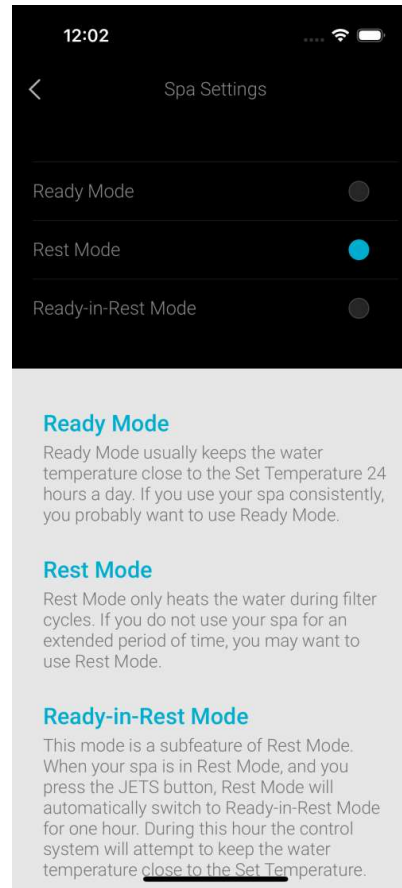 12:02
Spa Settings
Ready Mode
Rest Mode
Ready-in-Rest Mode
Ready Mode
Ready Mode usually keeps the water
temperature close to the Set Temperature 24
hours a day. If you use your spa consistently,
you probably want to use Ready Mode.
Rest Mode
Rest Mode only heats the water during filter
cycles. If you do not use your spa for an
extended period of time, you may want to
use Rest Mode.
Ready-in-Rest Mode
This mode is a subfeature of Rest Mode.
When your spa is in Rest Mode, and you
press the JETS button, Rest Mode will
automatically switch to Ready-in-Rest Mode
for one hour. During this hour the control
system will attempt to keep the water
temperature close to the Set Temperature.